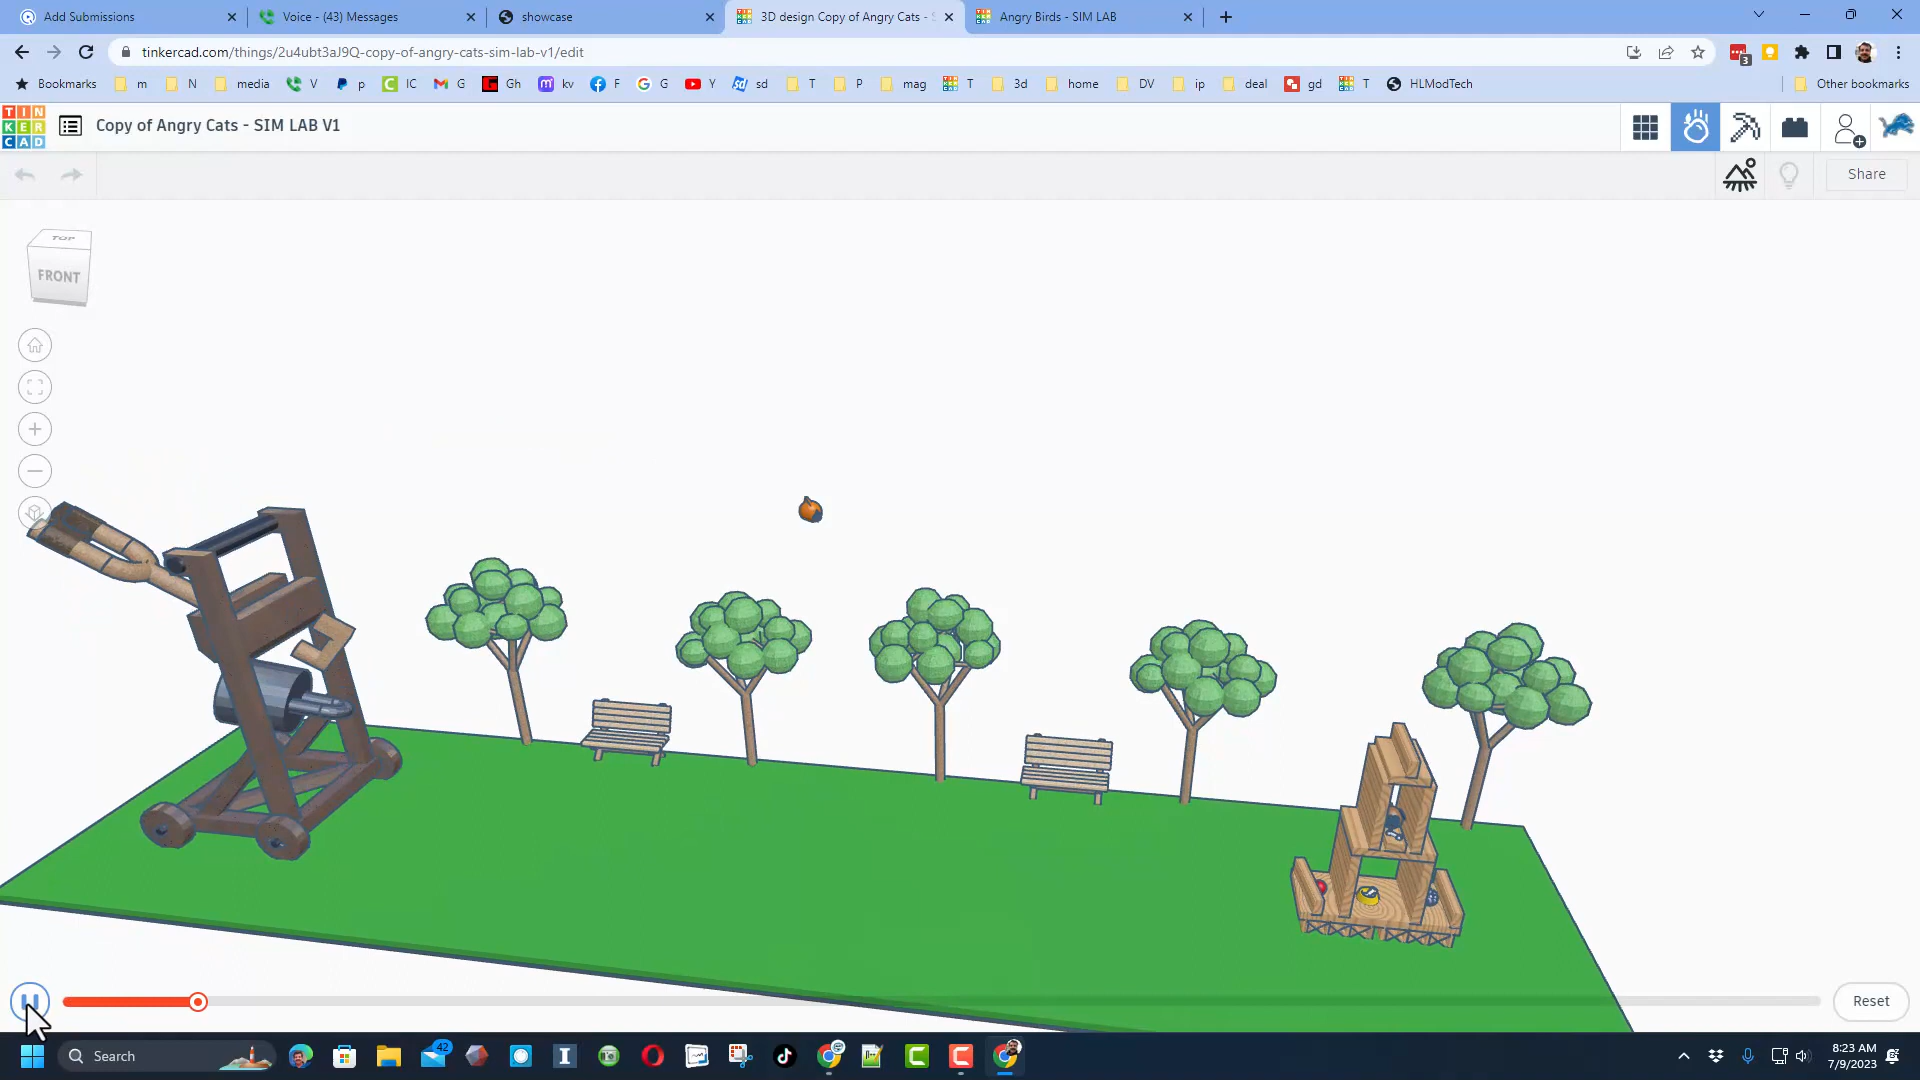 Add Submissions
Voice - (43) Messages
showcase
3D design Copy of Angry Cats -
Angry Birds - SIM LAB
tinkercad.com/things/2u4ubt3aJ9Q-copy-of-angry-cats-sim-lab-v1/edit
3
Bookmarks m N media V p IC G Gh kv F G Y sd T P mag T 3d home DV ip deal gd T HLModTech Other bookmarks
TIN
KER
CAD
Copy of Angry Cats - SIM LAB V1
Share
TOP
FRONT
Reset
Search
42
8:23 AM
7/9/2023